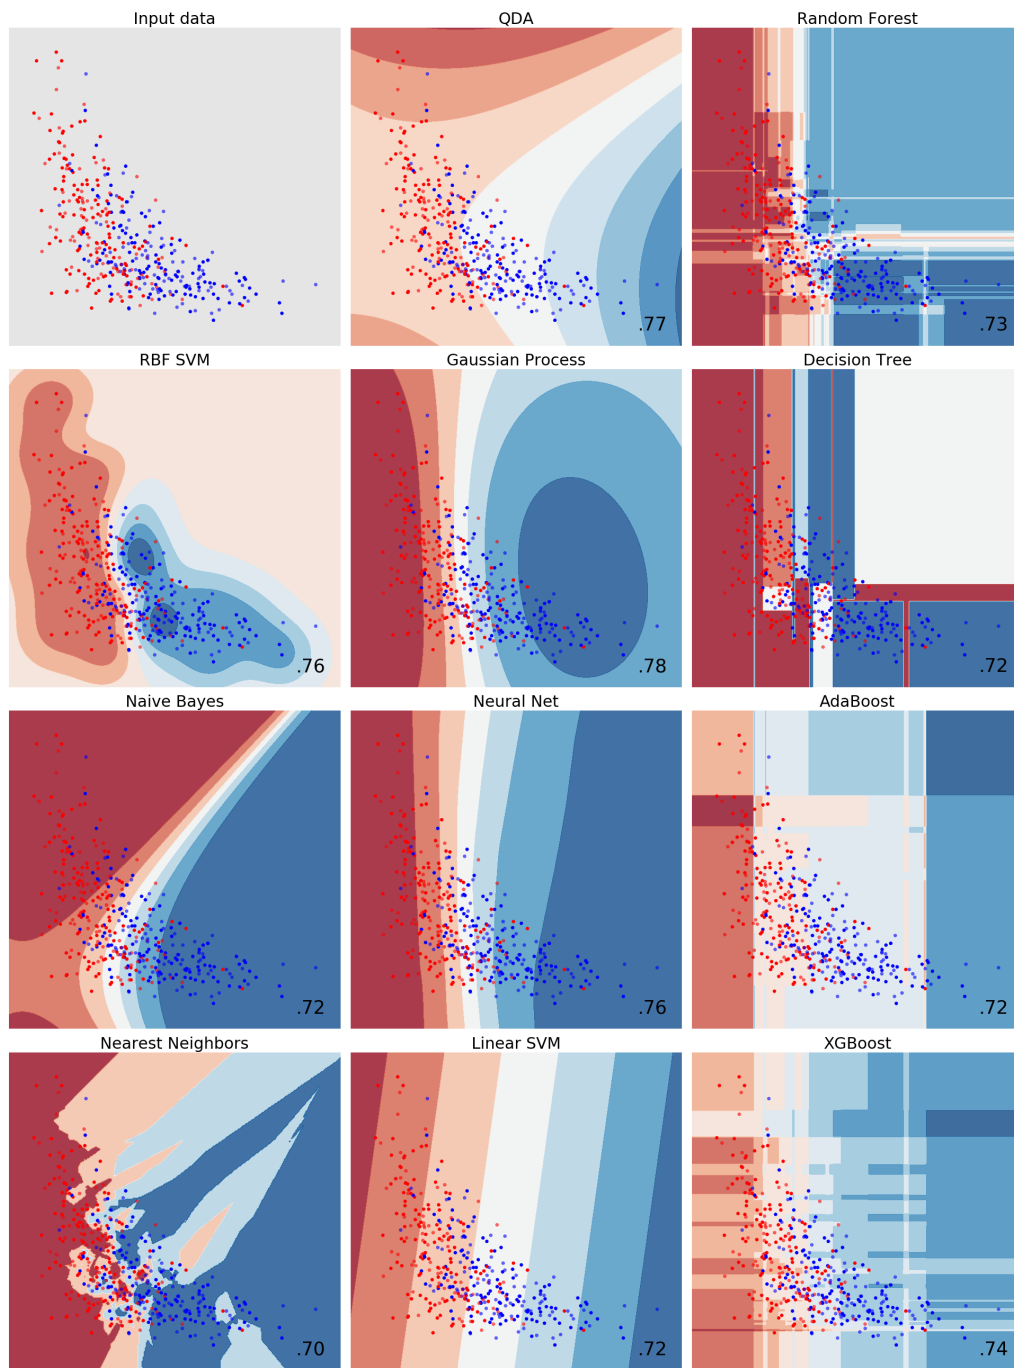 Input data
QDA
Random Forest
.77
.73
RBF SVM
Gaussian Process
Decision Tree
.76
.78
.72
Naive Bayes
Neural Net
AdaBoost
.72
.76
.72
Nearest Neighbors
Linear SVM
XGBoost
.70
.72
.74